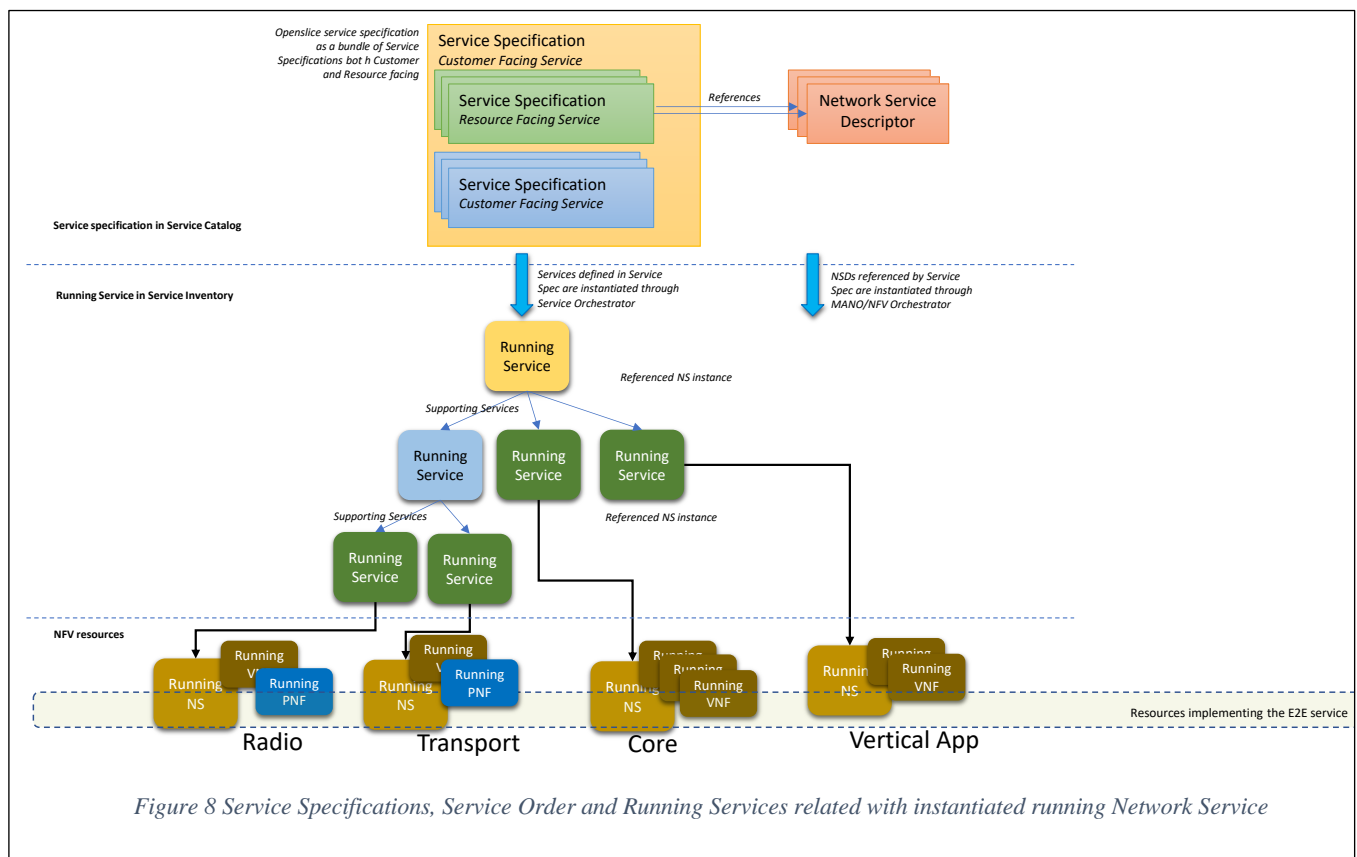 Openslice service specification
as a bundle of Service
Specifications bot h Customer
and Resource facing
Service Specification
Customer Facing Service
Service Specification
Resource Facing Service
References
Network Service
Descriptor
Service Specification
Customer Facing Service
Service specification in Service Catalog
Running Service in Service Inventory
Services defined in Service
Spec are instantiated through
Service Orchestrator
NSDs referenced by Service
Spec are instantiated through
MANO/NFV Orchestrator
Running
Service
Referenced NS instance
Supporting Services
Running
Service
Running
Service
Running
Service
Supporting Services
Referenced NS instance
Running
Service
Running
Service
NFV resources
Running
NS
Running
Running
PNF
Running
NS
Running
Running
PNF
Running
NS
Running
Running
Running
VNF
Running
NS
Running
Running
VNF
Resources implementing the E2E service
Radio
Transport
Core
Vertical App
Figure 8 Service Specifications, Service Order and Running Services related with instantiated running Network Service